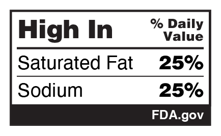 High In % Daily Value
Saturated Fat 25%
Sodium 25%
FDA.gov